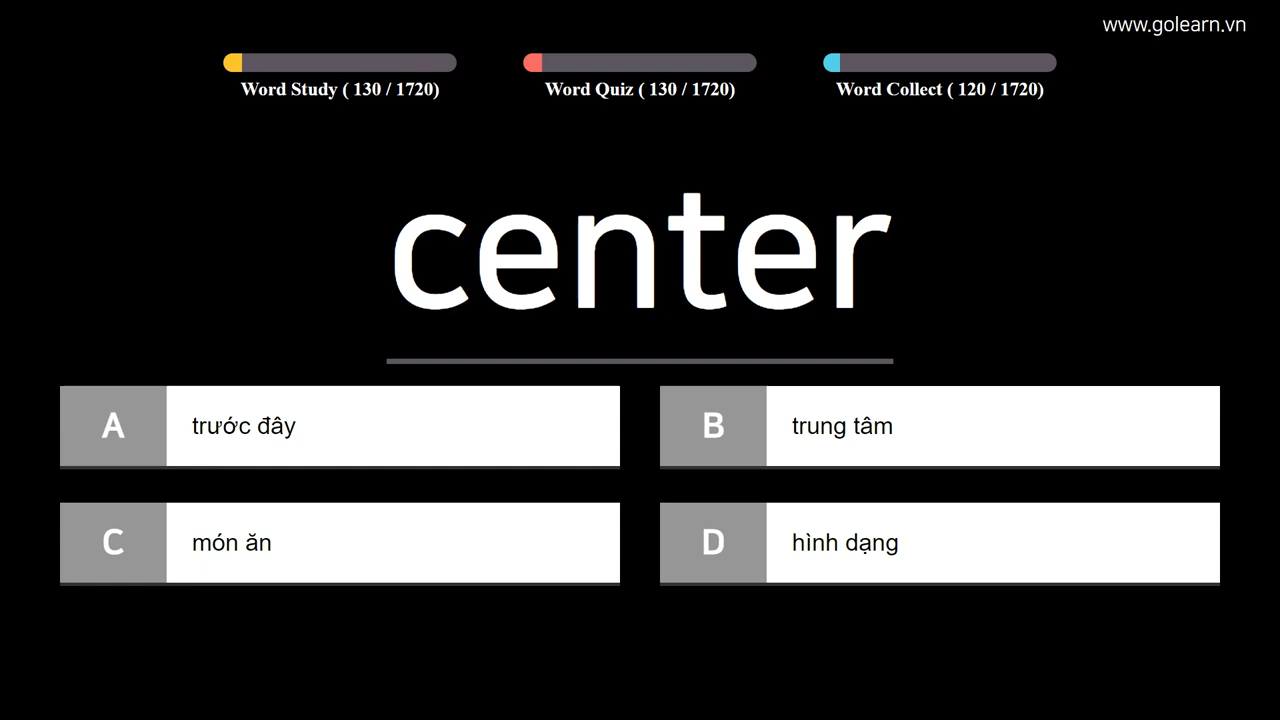 www.golearn.vn
Word Study ( 130 / 1720)
Word Quiz ( 130 / 1720)
Word Collect ( 120 / 1720)
center
A trước đây
B trung tâm
C món ăn
D hình dạng